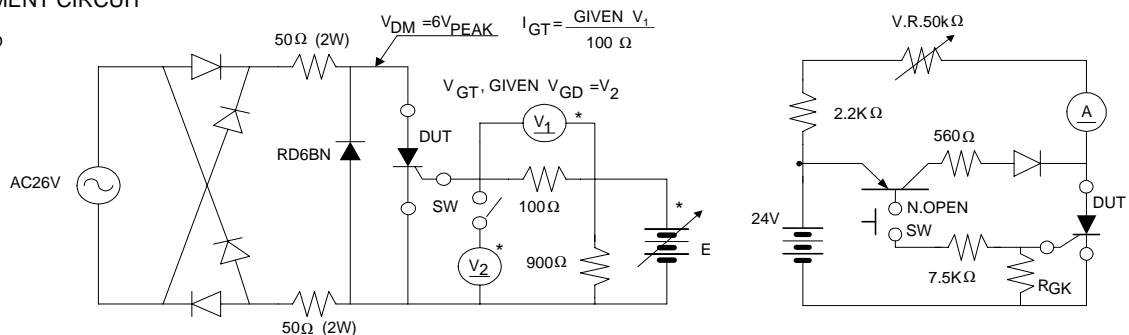 MENT CIRCUIT
50Ω (2W)
V_DM =6V_PEAK
I_GT= GIVEN V_1
100 Ω
V_GT, GIVEN V_GD =V_2
V_1
*
RD6BN
DUT
AC26V
SW
100Ω
V_2
*
900Ω
*
E
50Ω (2W)
V.R.50kΩ
2.2KΩ
A
560Ω
24V
N.OPEN
SW
DUT
7.5KΩ
R_GK